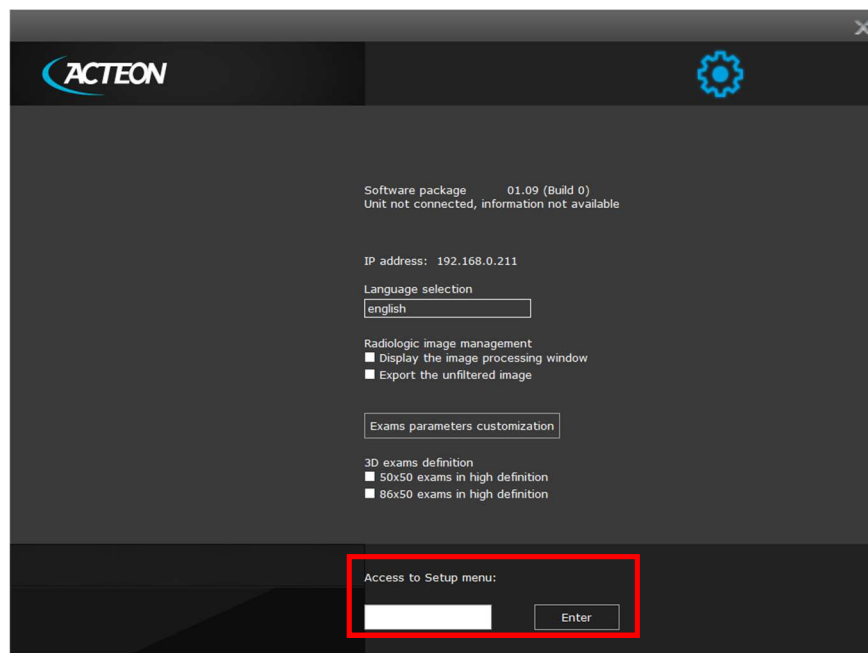 ACTEON
Software package 01.09 (Build 0)
Unit not connected, information not available
IP address: 192.168.0.211
Language selection
english
Radiologic image management
Display the image processing window
Export the unfiltered image
Exams parameters customization
3D exams definition
50x50 exams in high definition
86x50 exams in high definition
Access to Setup menu:
Enter